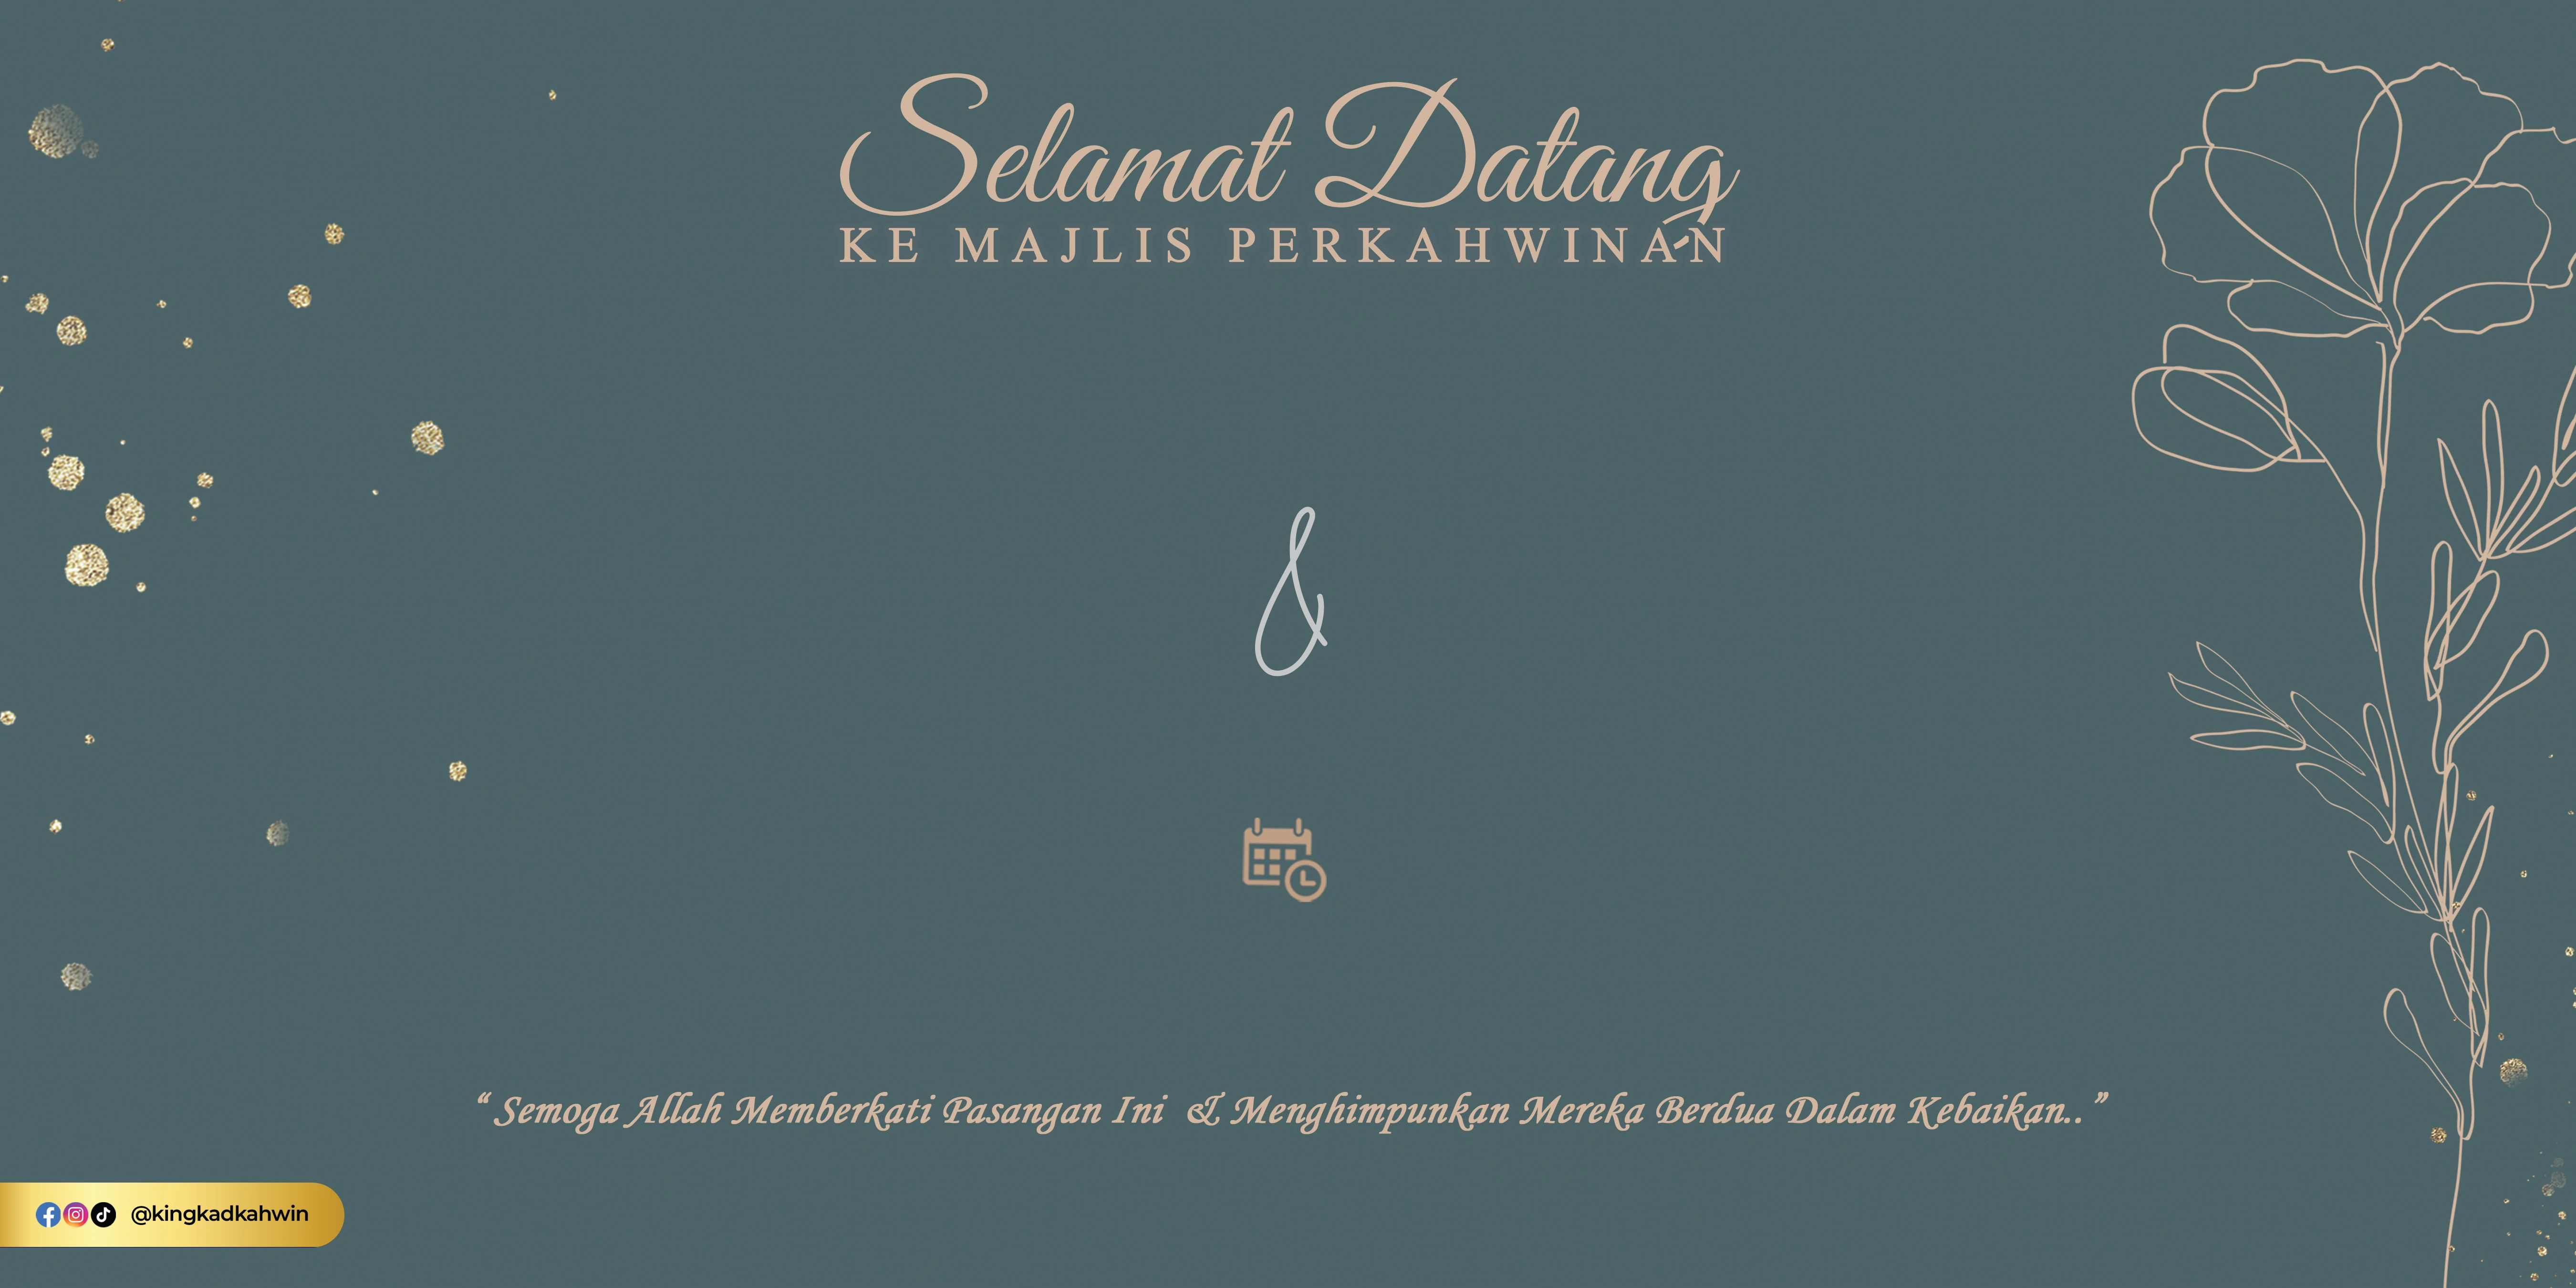 Selamat Datang
KE MAJLIS PERKAHWINAN
&
“ Semoga Allah Memberkati Pasangan Ini & Menghimpunkan Mereka Berdua Dalam Kebaikan.. ”
@kingkadkahwin